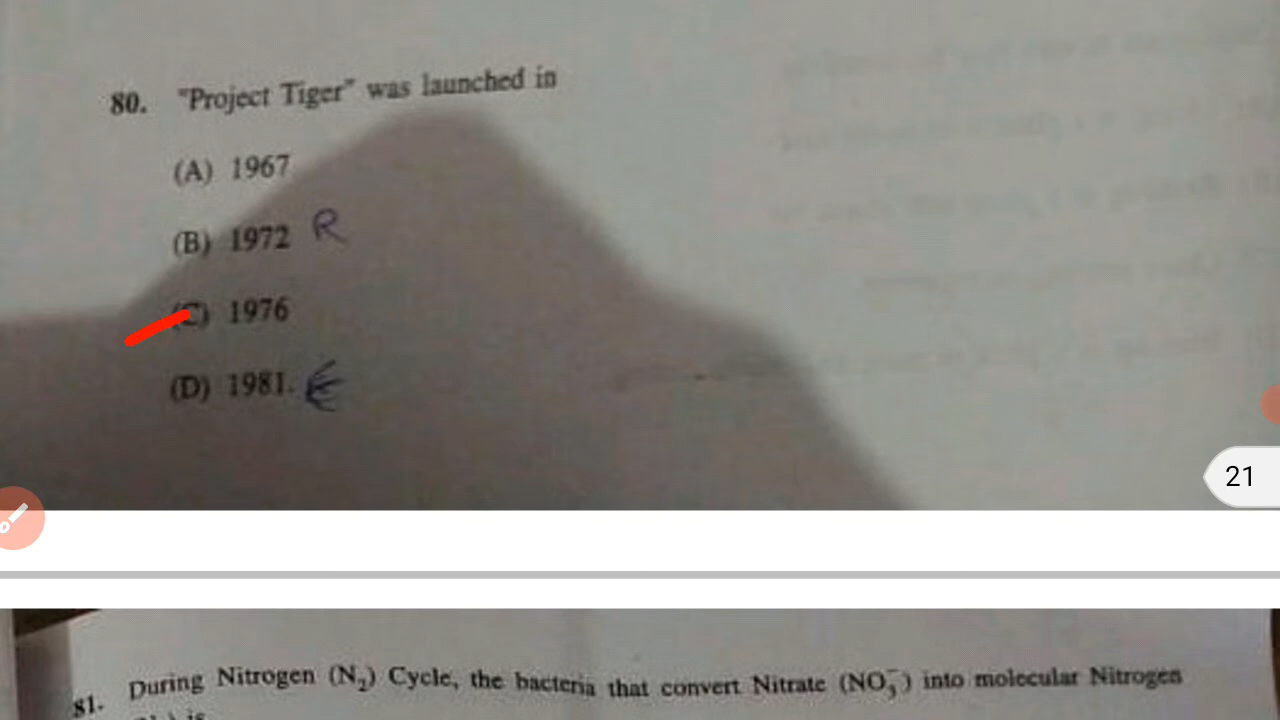 80. "Project Tiger" was launched in
(A) 1967
(B) 1972 R
(C) 1976
(D) 1981.
21
81. During Nitrogen (N₂) Cycle, the bacteria that convert Nitrate (NO₃⁻) into molecular Nitrogen
is